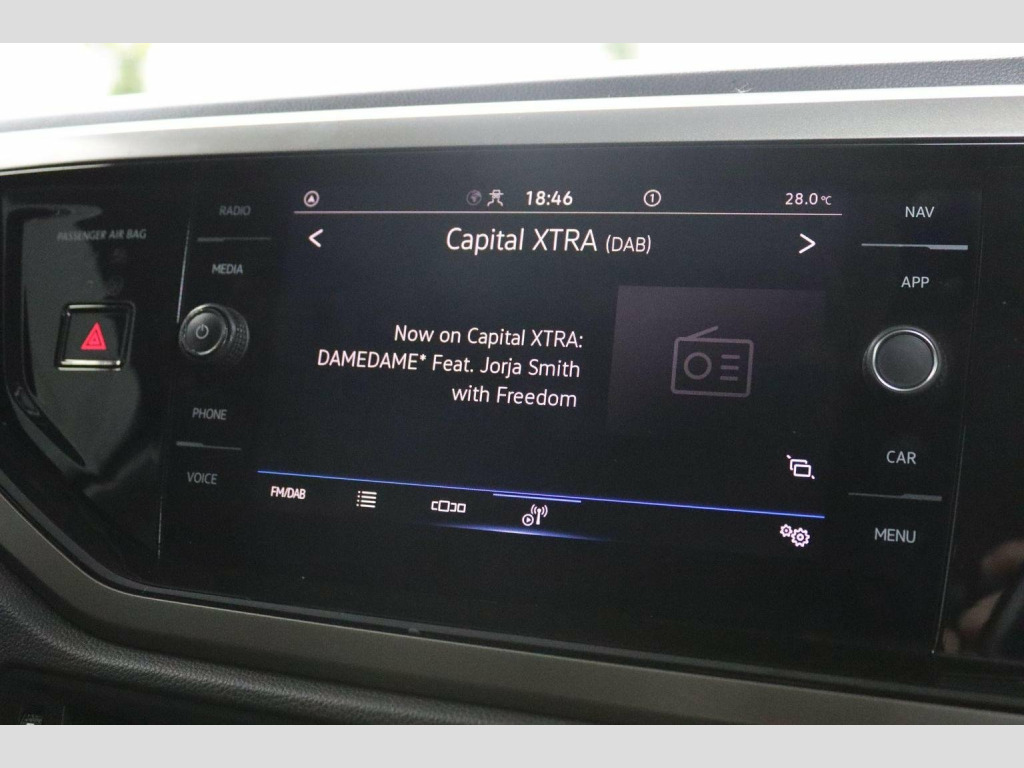 18:46
1
28.0°C
RADIO
NAV
PASSENGER AIR BAG
<
Capital XTRA (DAB)
>
MEDIA
APP
Now on Capital XTRA:
DAMEDAME* Feat. Jorja Smith
with Freedom
PHONE
CAR
VOICE
FM/DAB
MENU